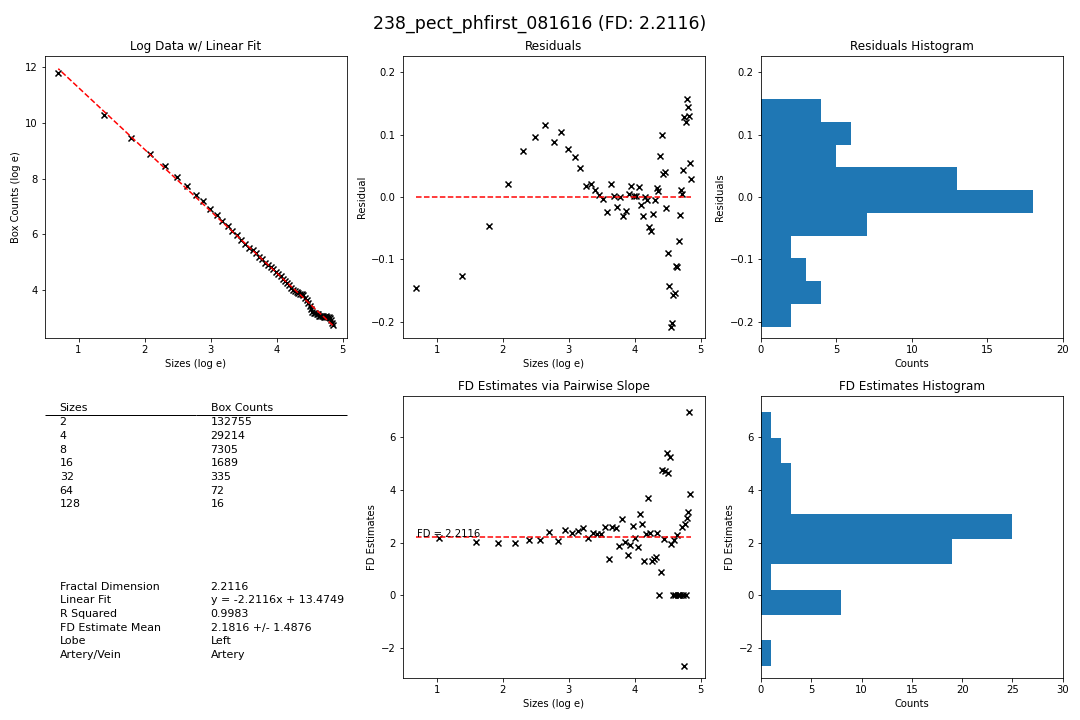 238_pect_phfirst_081616 (FD: 2.2116)
Log Data w/ Linear Fit
12
10
8
6
4
Box Counts (log e)
1 2 3 4 5
Sizes (log e)
Residuals
0.2
0.1
0.0
−0.1
−0.2
Residual
1 2 3 4 5
Sizes (log e)
Residuals Histogram
0.2
0.1
0.0
−0.1
−0.2
Residuals
0 5 10 15 20
Counts
Sizes Box Counts
2 132755
4 29214
8 7305
16 1689
32 335
64 72
128 16
Fractal Dimension 2.2116
Linear Fit y = -2.2116x + 13.4749
R Squared 0.9983
FD Estimate Mean 2.1816 +/- 1.4876
Lobe Left
Artery/Vein Artery
FD Estimates via Pairwise Slope
6
4
2
0
−2
FD Estimates
FD = 2.2116
1 2 3 4 5
Sizes (log e)
FD Estimates Histogram
6
4
2
0
−2
FD Estimates
0 5 10 15 20 25 30
Counts